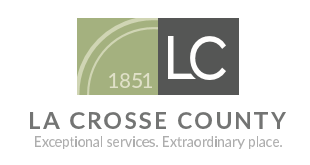 1851 LC
LA CROSSE COUNTY
Exceptional services. Extraordinary place.